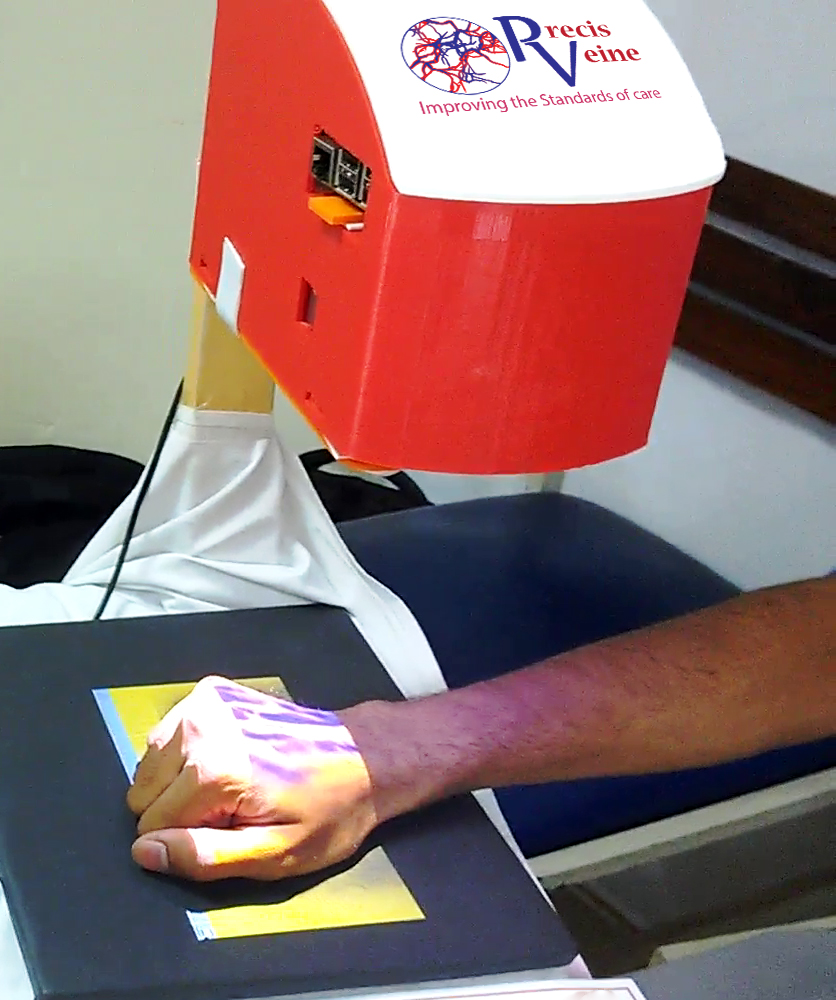 Precis
Veine
Improving the Standards of care